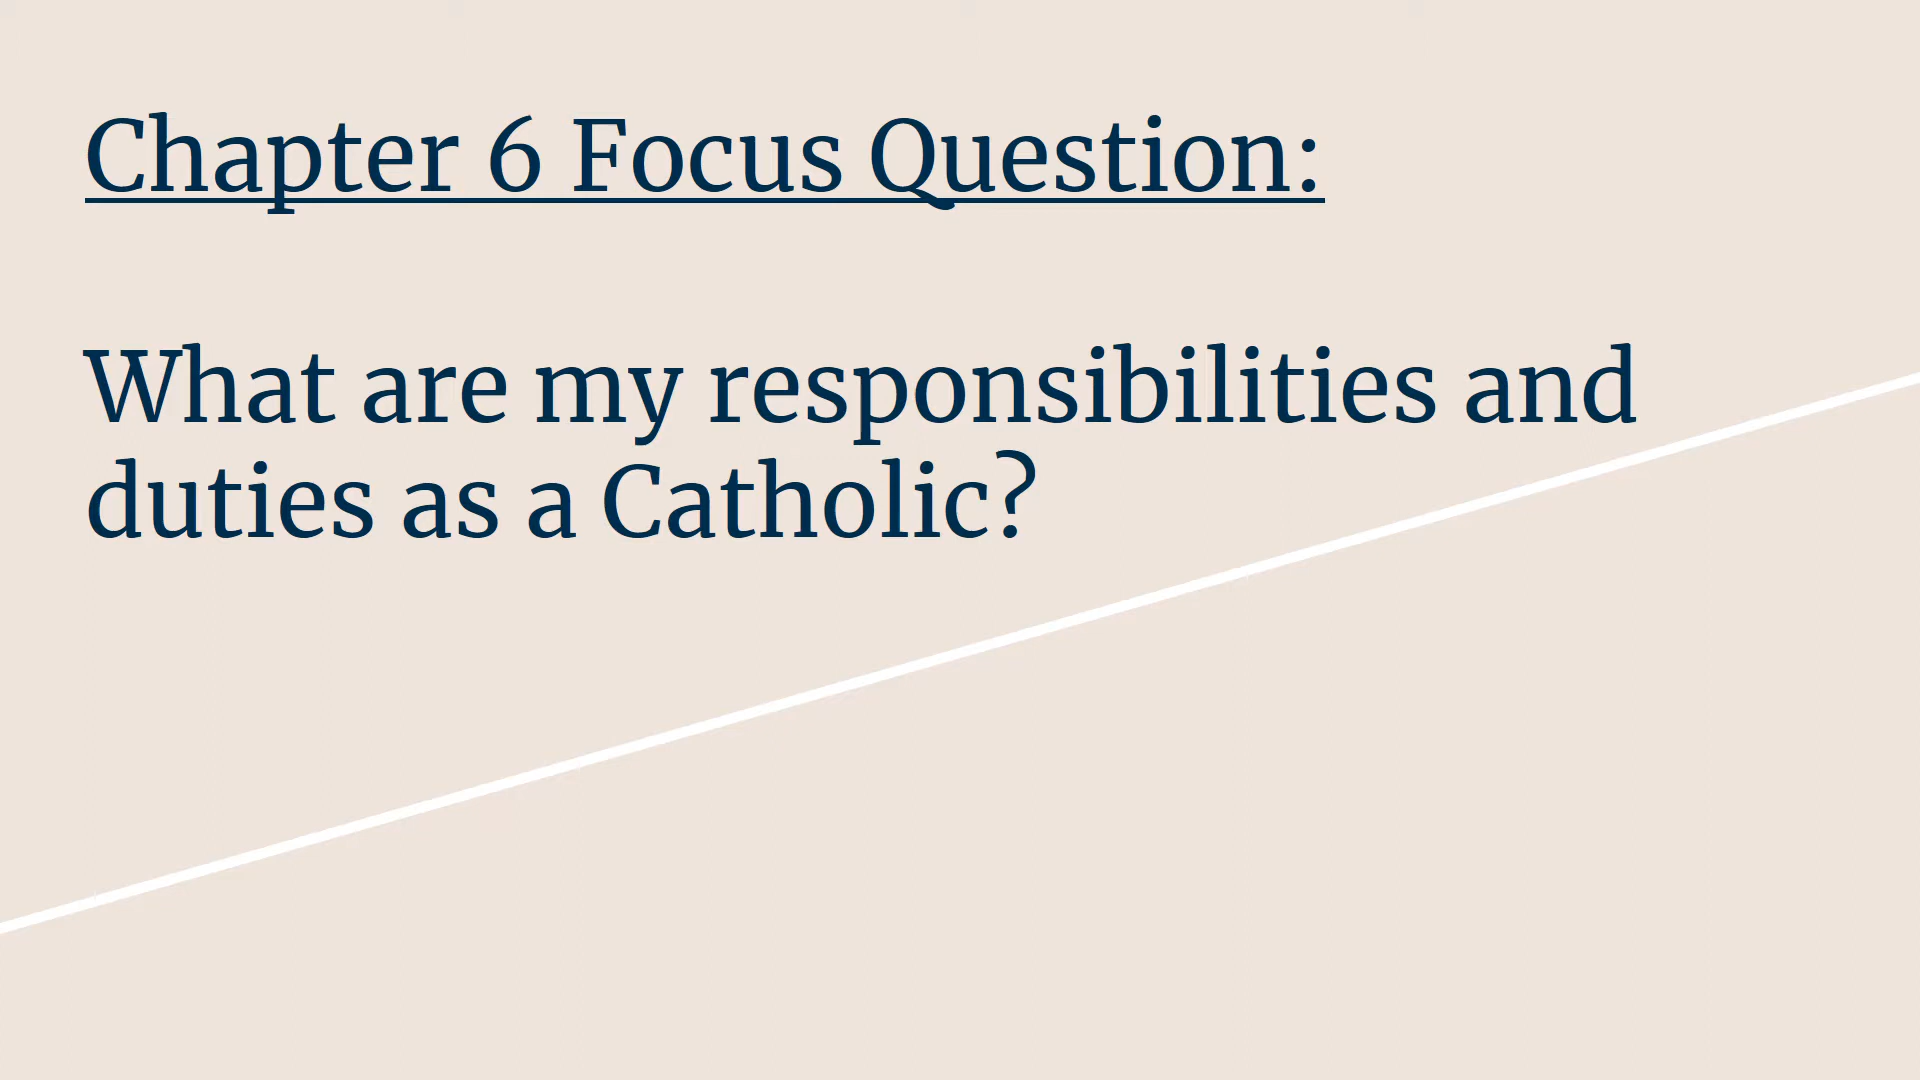 Chapter 6 Focus Question:
What are my responsibilities and
duties as a Catholic?